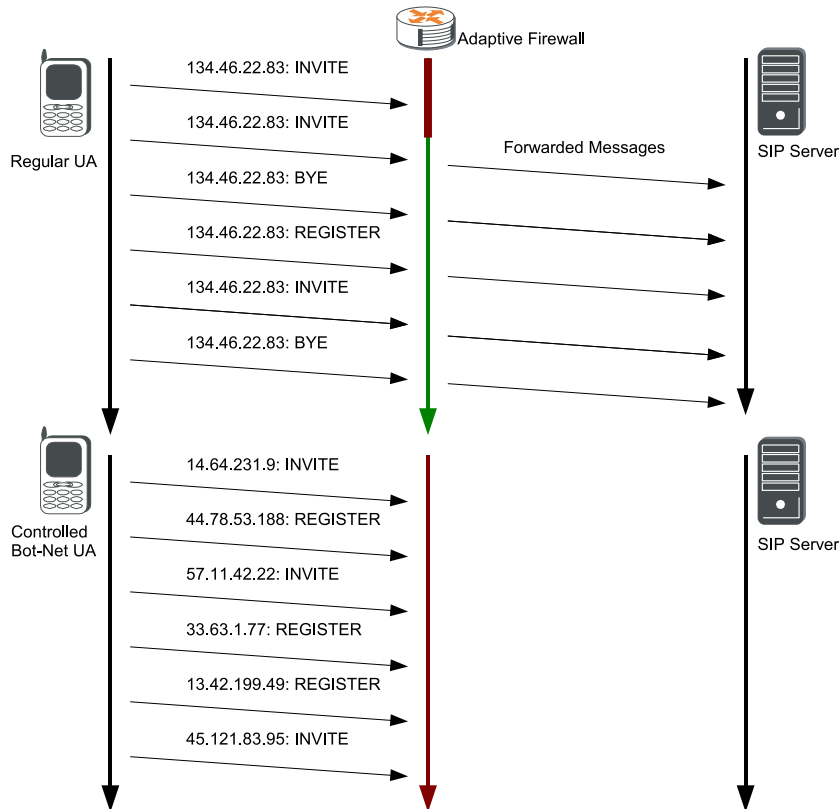 Adaptive Firewall
134.46.22.83: INVITE
134.46.22.83: INVITE
Forwarded Messages
Regular UA
SIP Server
134.46.22.83: BYE
134.46.22.83: REGISTER
134.46.22.83: INVITE
134.46.22.83: BYE
14.64.231.9: INVITE
44.78.53.188: REGISTER
Controlled
Bot-Net UA
SIP Server
57.11.42.22: INVITE
33.63.1.77: REGISTER
13.42.199.49: REGISTER
45.121.83.95: INVITE